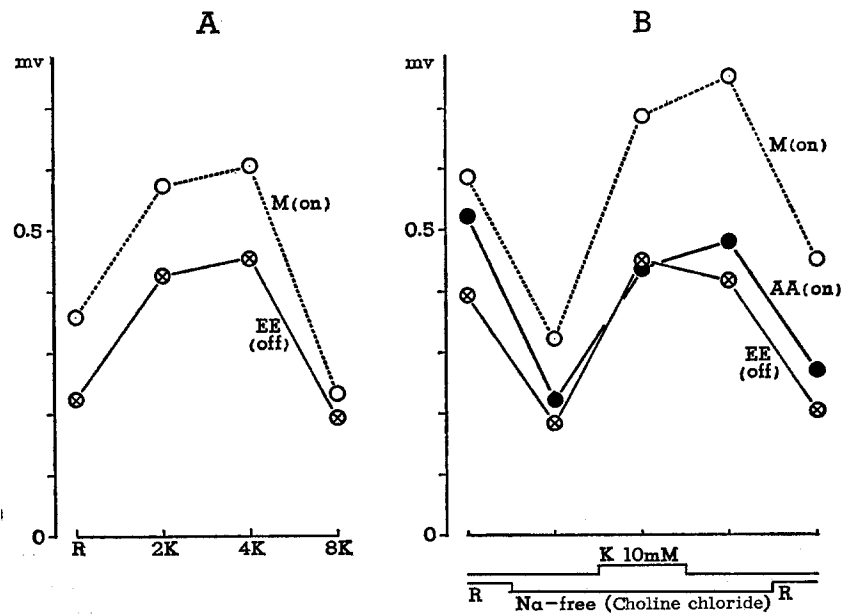 A
mv
0.5
0
M(on)
EE
(off)
R 2K 4K 8K
B
mv
0.5
0
M(on)
AA(on)
EE
(off)
K 10mM
R Na-free (Choline chloride) R